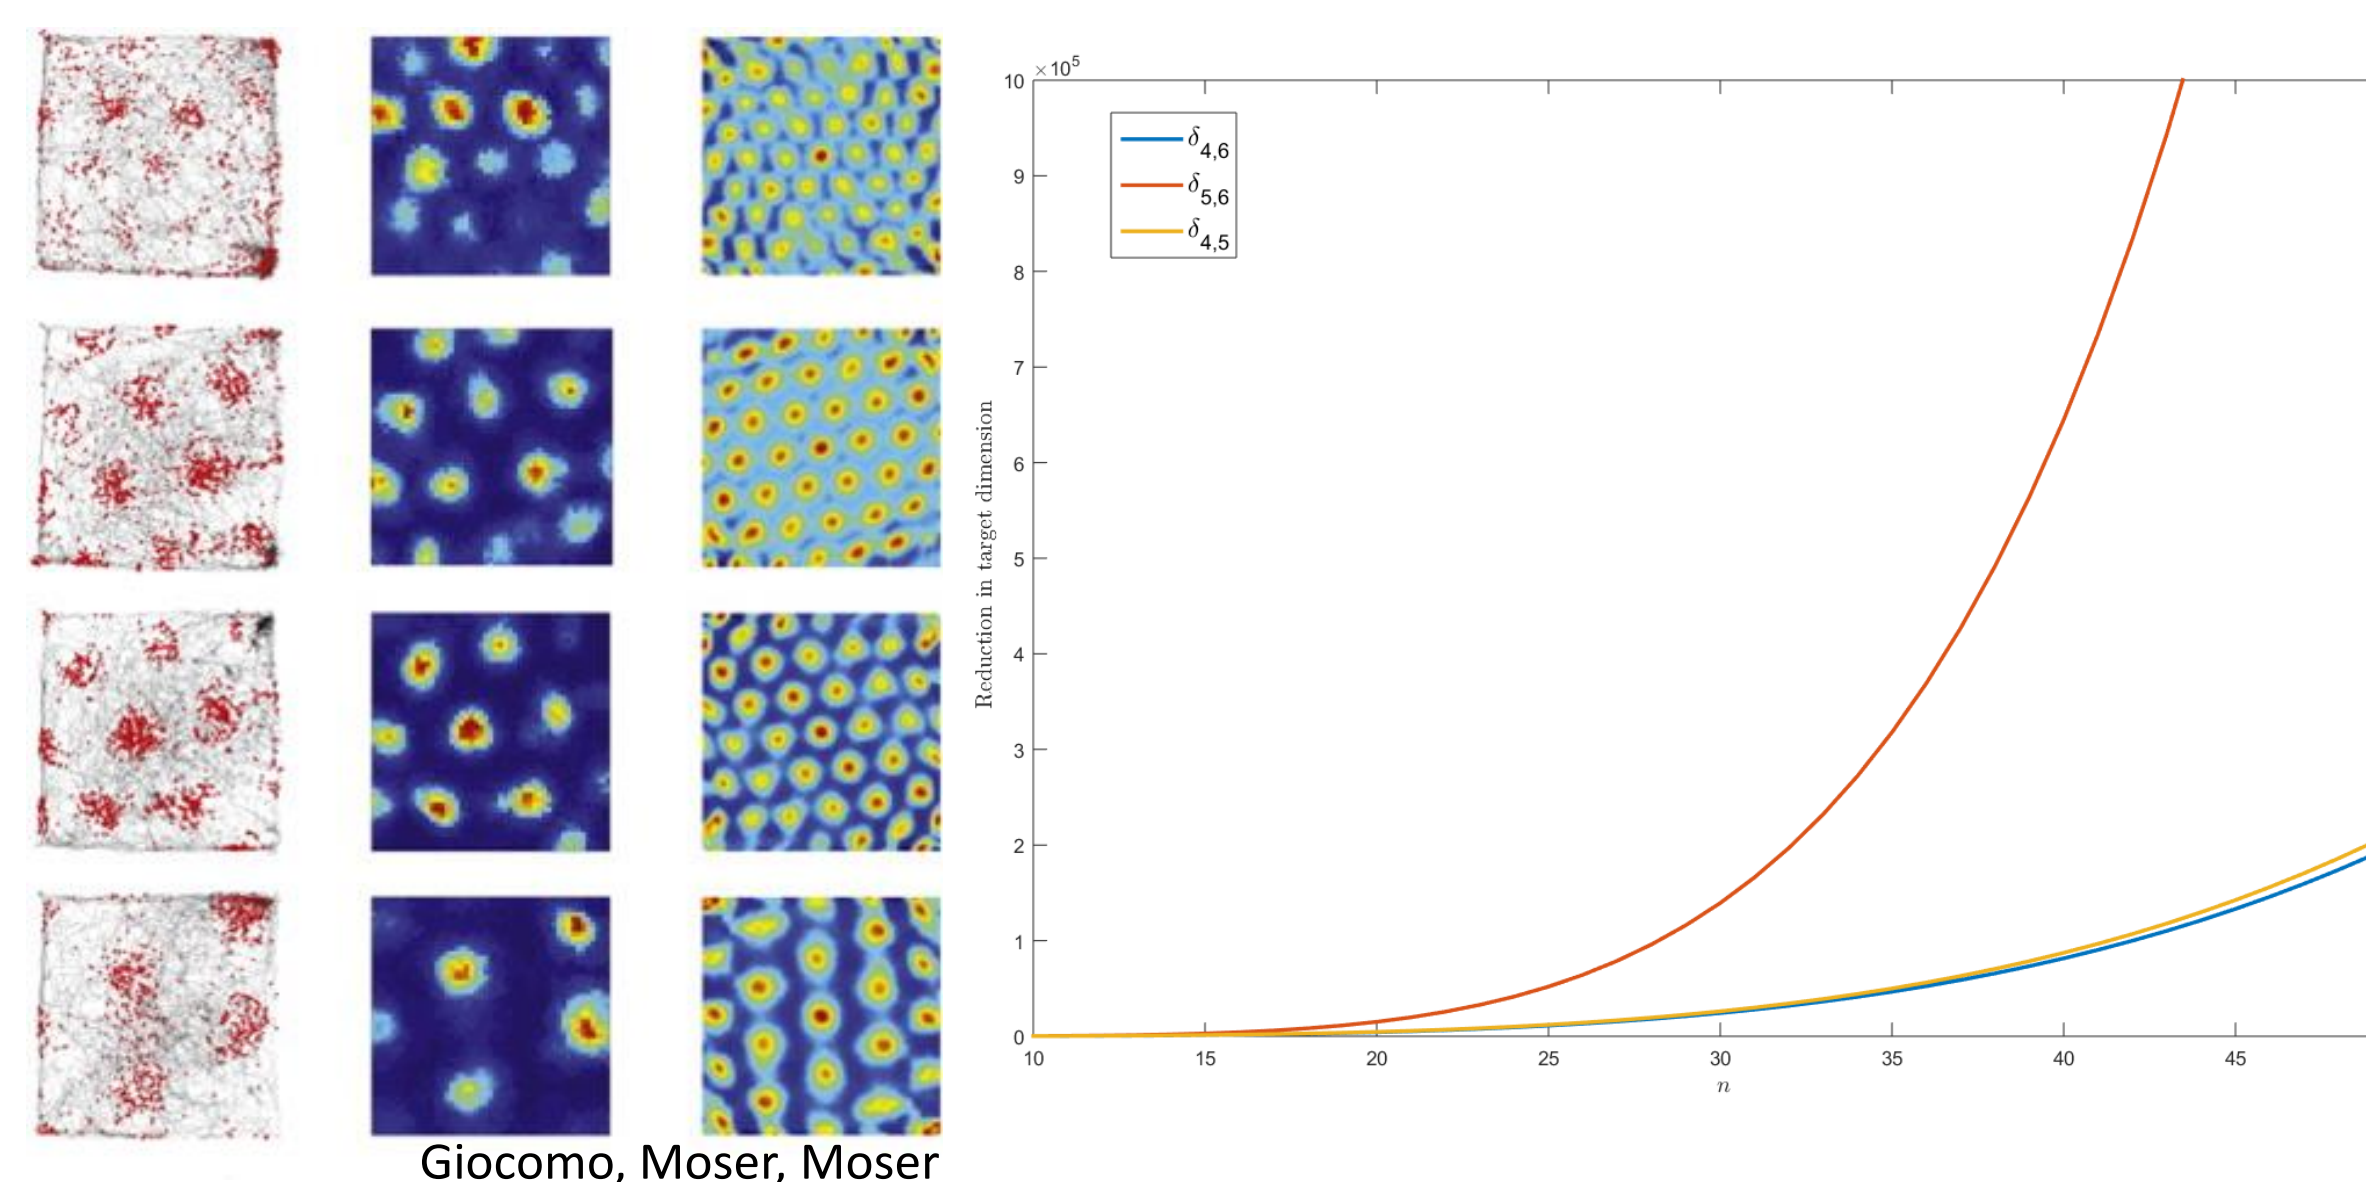 Giocomo, Moser, Moser
×10⁵
10
9
8
7
6
5
4
3
2
1
0
Reduction in target dimension
δ4,6
δ5,6
δ4,5
10 15 20 25 30 35 40 45
n